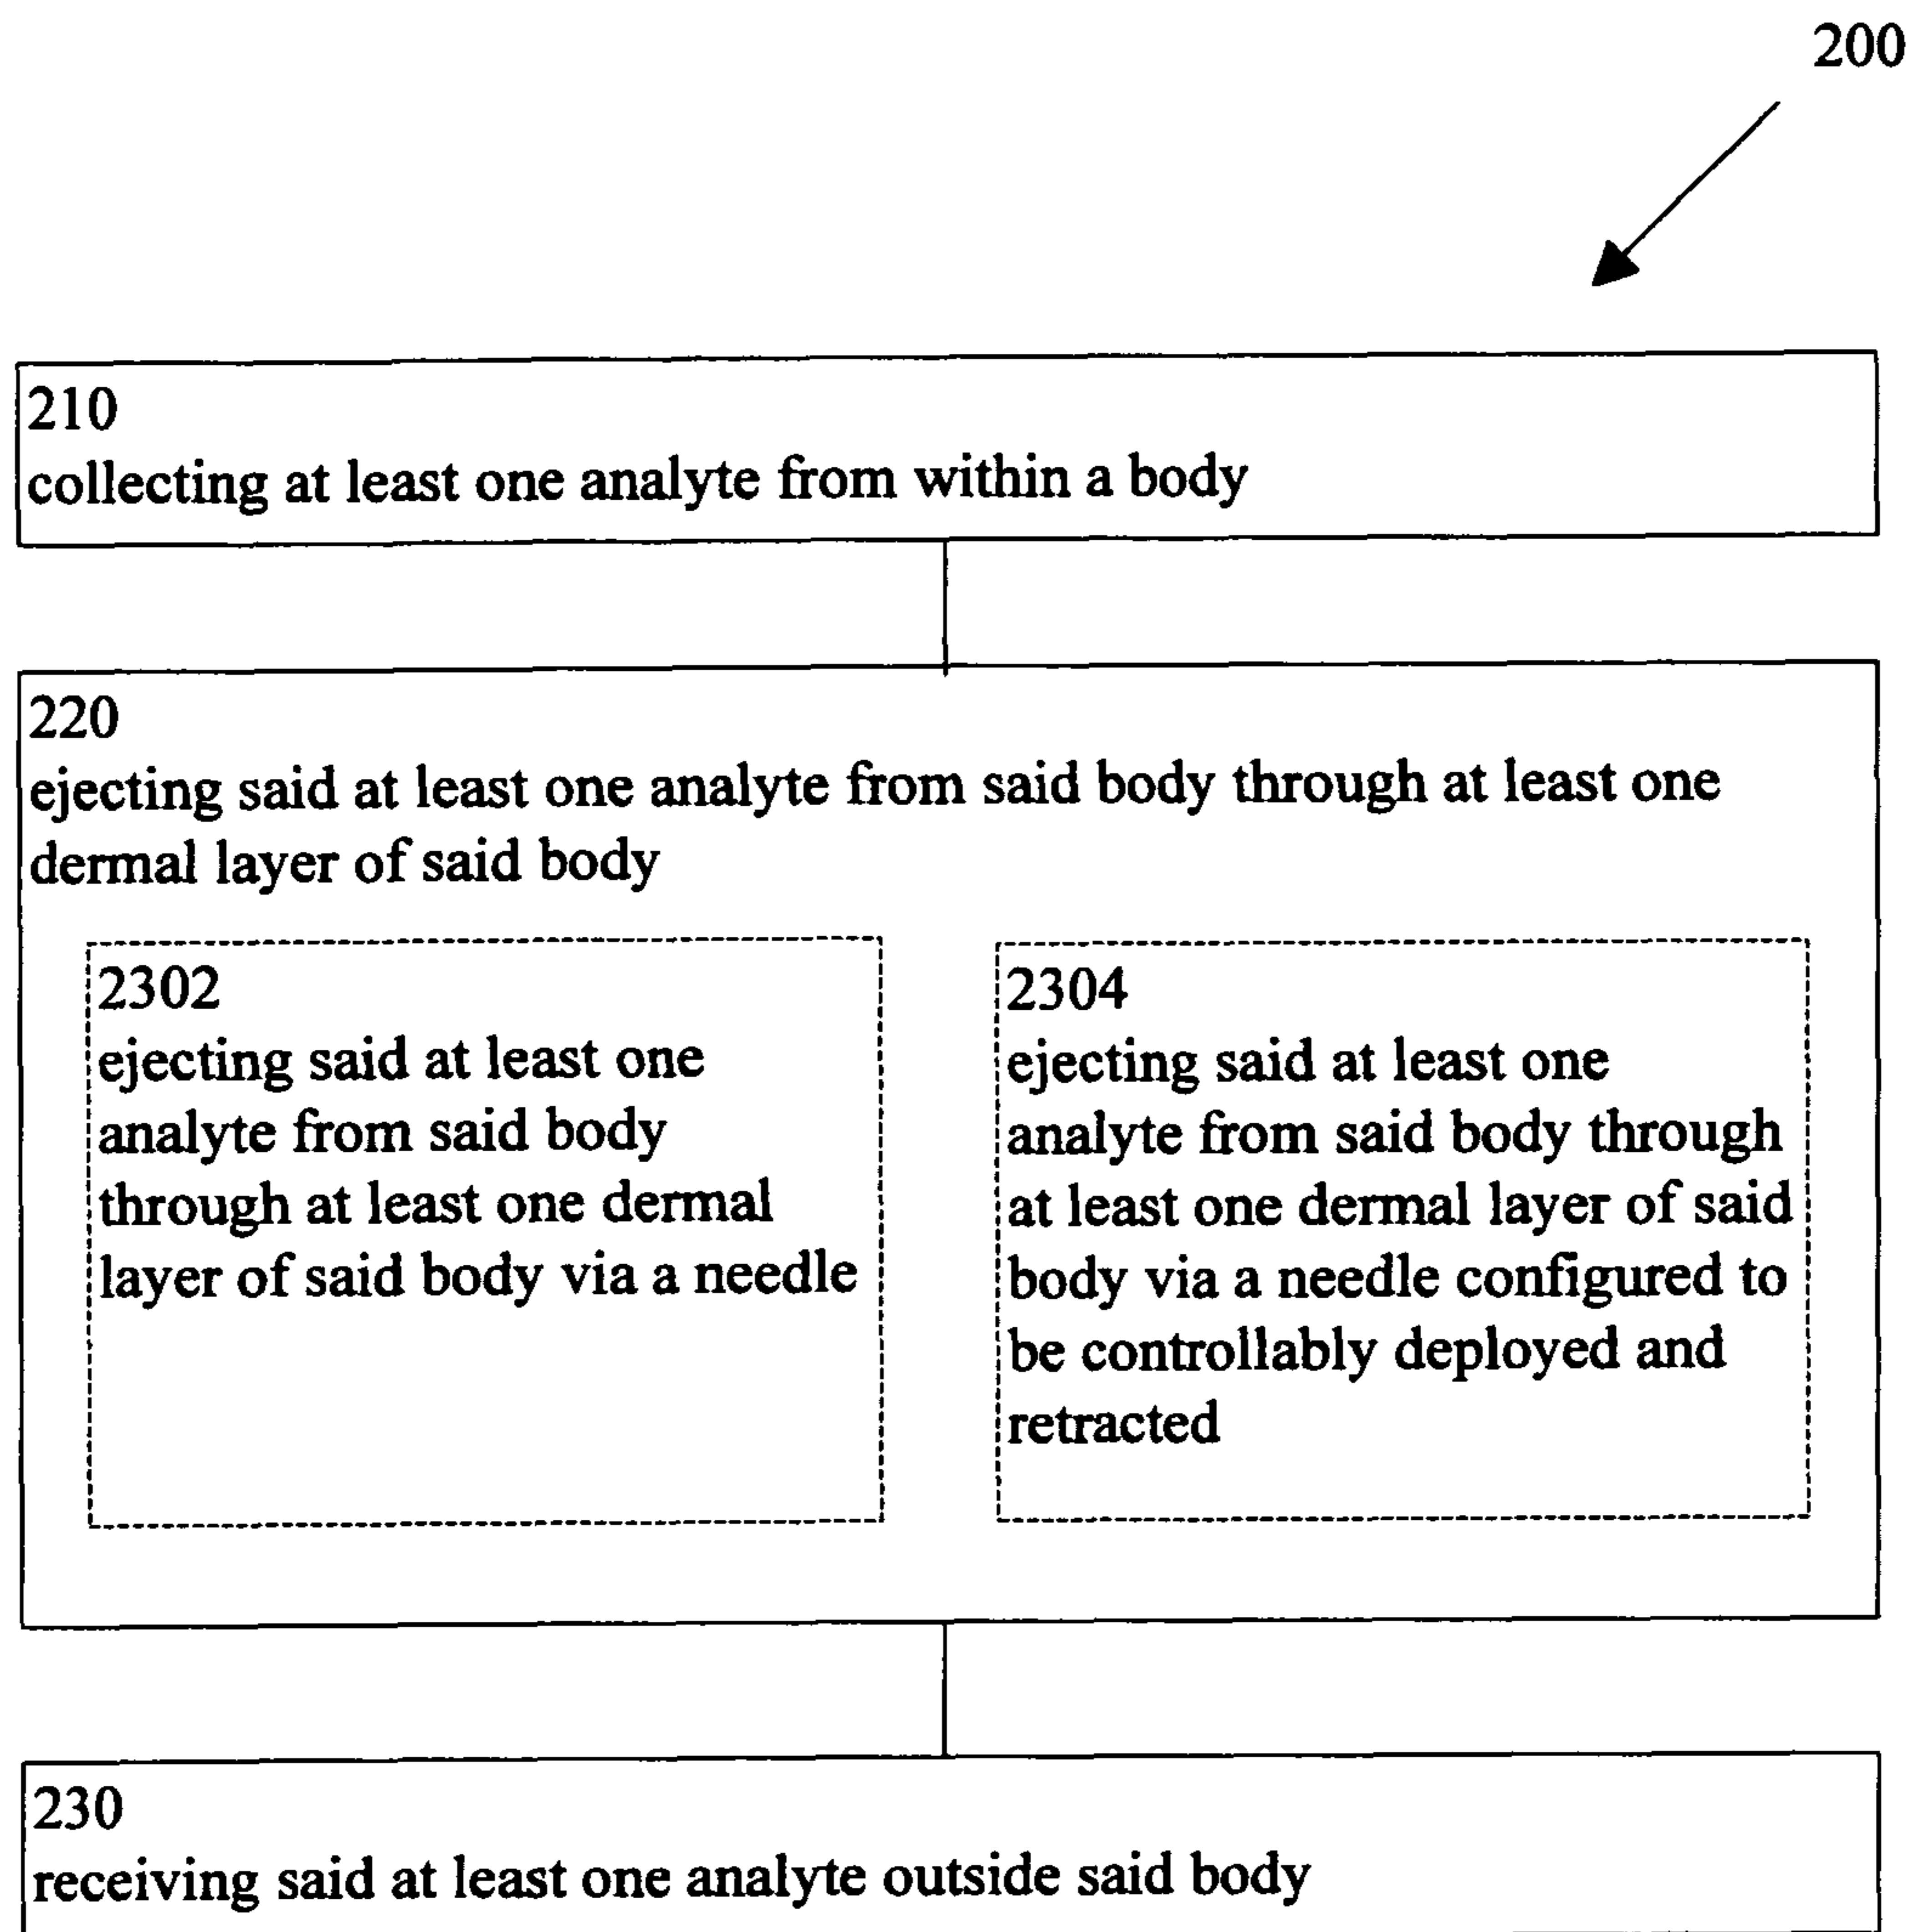 200
210
collecting at least one analyte from within a body
220
ejecting said at least one analyte from said body through at least one
dermal layer of said body
2302
ejecting said at least one
analyte from said body
through at least one dermal
layer of said body via a needle
2304
ejecting said at least one
analyte from said body through
at least one dermal layer of said
body via a needle configured to
be controllably deployed and
retracted
230
receiving said at least one analyte outside said body